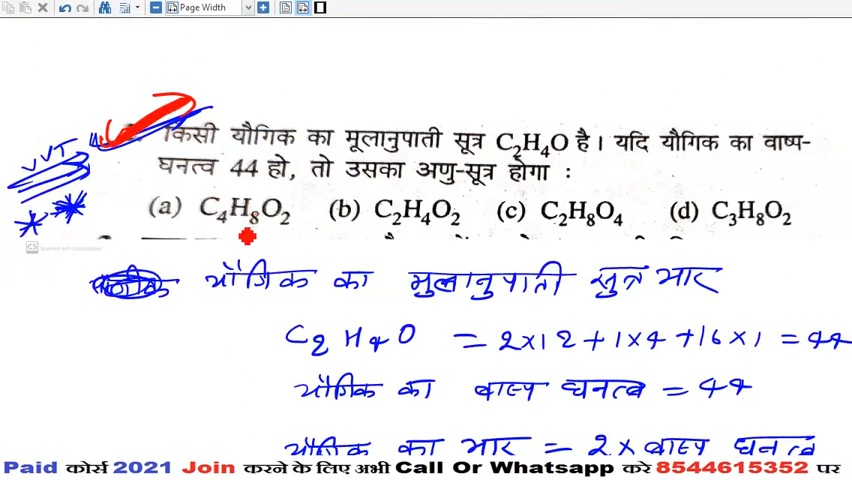 Page Width
किसी यौगिक का मूलानुपाती सूत्र C₂H₄O है। यदि यौगिक का वाष्प-
VVI घनत्व 44 हो, तो उसका अणु-सूत्र होगा :
(a) C₄H₈O₂ (b) C₂H₄O₂ (c) C₂H₈O₄ (d) C₃H₈O₂
यौगिक का मुलानुपाती सुत्र भार
C₂H₄O = 2×12+1×4+16×1 = 44
यौगिक का वाष्प घनत्व = 44
यौगिक का भार = 2×वाष्प घनत्व
Paid कोर्स 2021 Join करने के लिए अभी Call Or Whatsapp करे 8544615352 पर